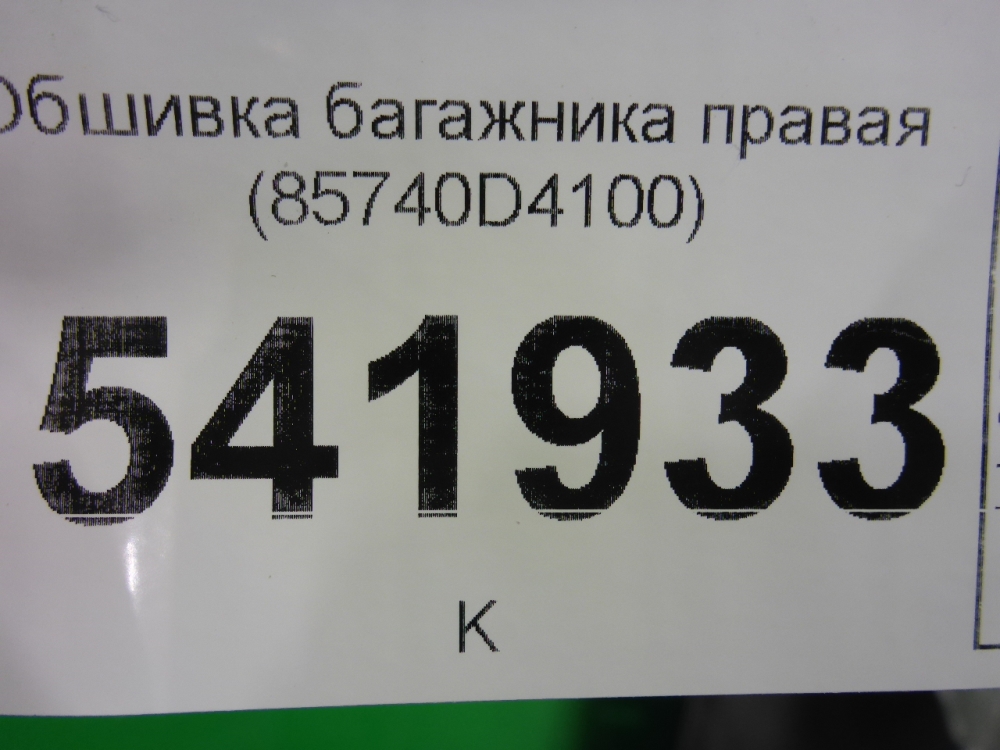 Обшивка багажника правая
(85740D4100)
541933
К